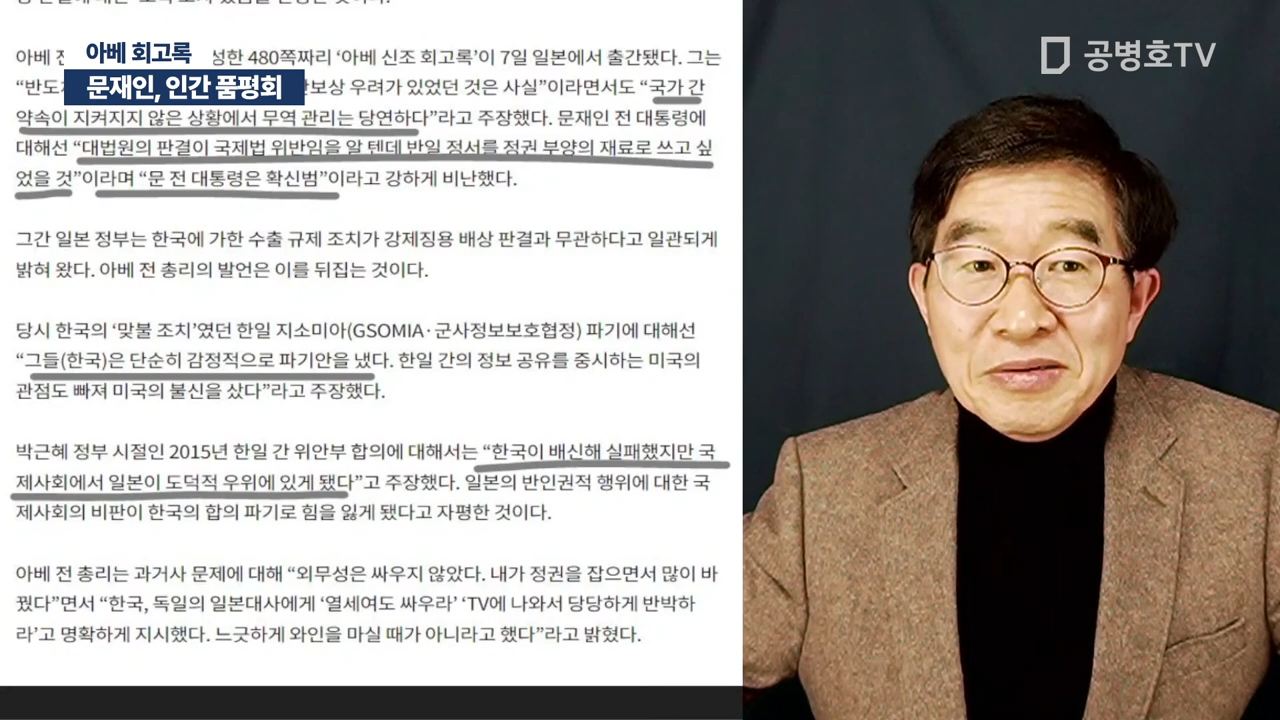 아베 회고록
문재인, 인간 품평회
공병호TV
아베 전 성한 480쪽짜리 ‘아베 신조 회고록’이 7일 일본에서 출간됐다. 그는
“반도 보상 우려가 있었던 것은 사실”이라면서도 “국가 간
약속이 지켜지지 않은 상황에서 무역 관리는 당연하다”라고 주장했다. 문재인 전 대통령에
대해선 “대법원의 판결이 국제법 위반임을 알 텐데 반일 정서를 정권 부양의 재료로 쓰고 싶
었을 것”이라며 “문 전 대통령은 확신범”이라고 강하게 비난했다.
그간 일본 정부는 한국에 가한 수출 규제 조치가 강제징용 배상 판결과 무관하다고 일관되게
밝혀 왔다. 아베 전 총리의 발언은 이를 뒤집는 것이다.
당시 한국의 ‘맞불 조치’였던 한일 지소미아(GSOMIA·군사정보보호협정) 파기에 대해선
“그들(한국)은 단순히 감정적으로 파기안을 냈다. 한일 간의 정보 공유를 중시하는 미국의
관점도 빠져 미국의 불신을 샀다”라고 주장했다.
박근혜 정부 시절인 2015년 한일 간 위안부 합의에 대해서는 “한국이 배신해 실패했지만 국
제사회에서 일본이 도덕적 우위에 있게 됐다”고 주장했다. 일본의 반인권적 행위에 대한 국
제사회의 비판이 한국의 합의 파기로 힘을 잃게 됐다고 자평한 것이다.
아베 전 총리는 과거사 문제에 대해 “외무성은 싸우지 않았다. 내가 정권을 잡으면서 많이 바
꿨다”면서 “한국, 독일의 일본대사에게 ‘열세여도 싸우라’ ‘TV에 나와서 당당하게 반박하
라’고 명확하게 지시했다. 느긋하게 와인을 마실 때가 아니라고 했다”라고 밝혔다.